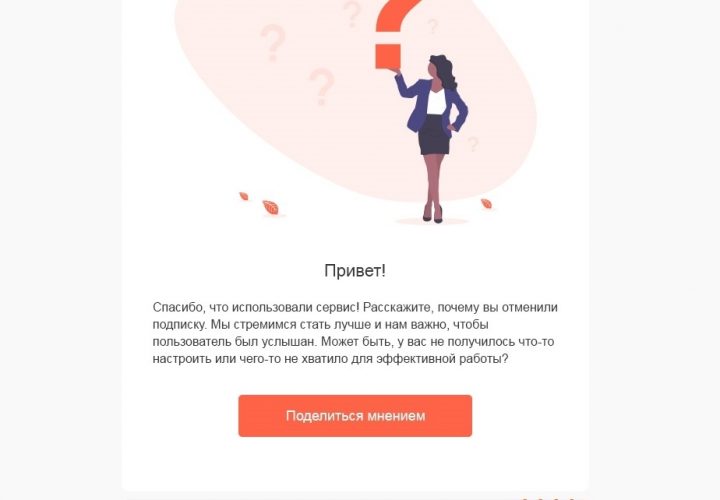 Привет!
Спасибо, что использовали сервис! Расскажите, почему вы отменили
подписку. Мы стремимся стать лучше и нам важно, чтобы
пользователь был услышан. Может быть, у вас не получилось что-то
настроить или чего-то не хватило для эффективной работы?
Поделиться мнением